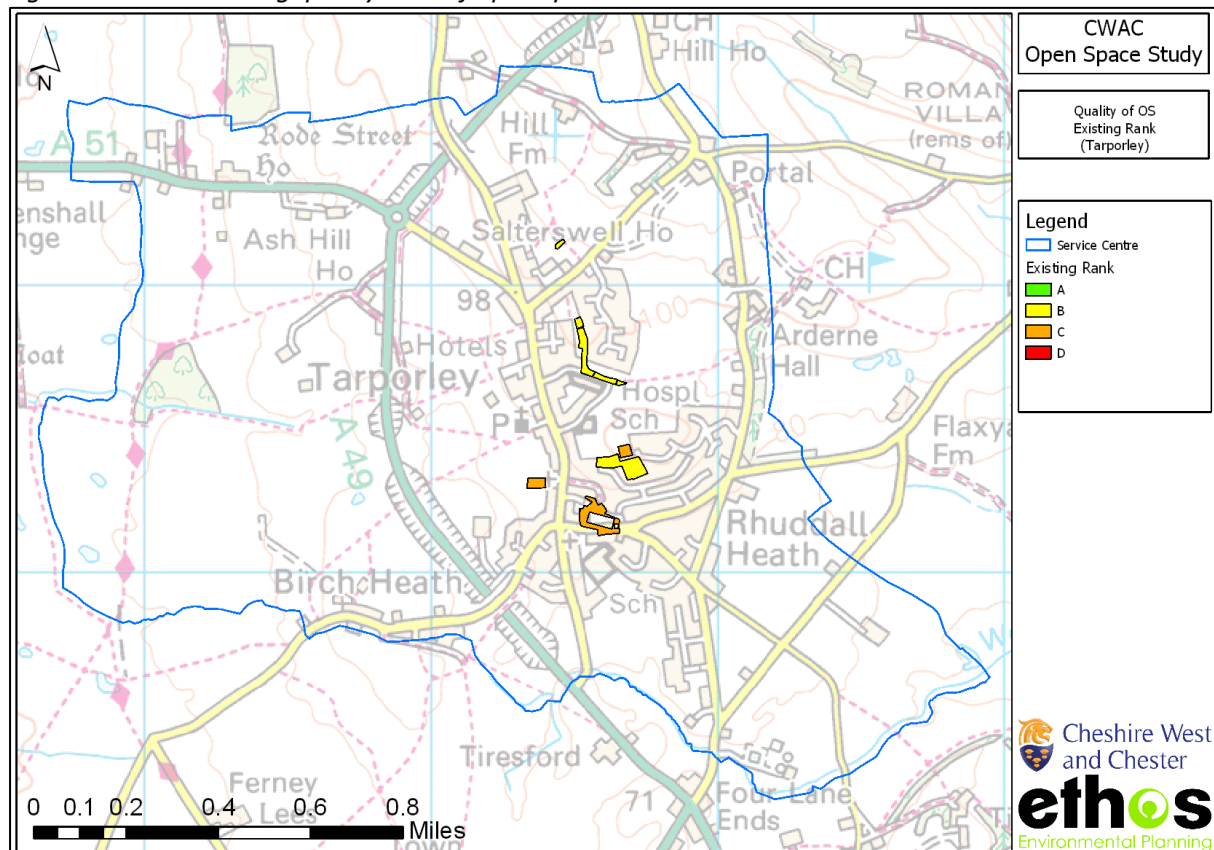 CWAC
Open Space Study
Quality of OS
Existing Rank
(Tarporley)
Legend
Service Centre
Existing Rank
A
B
C
D
Cheshire West
and Chester
ethos
Environmental Planning
N
CH
Hill Ho
ROMAN
VILLA
(rems of)
A 51
Rode Street
Ho
Hill
Fm
Portal
enshall
nge
Ash Hill
Ho
Salterswell Ho
CH
98
100
Arderne
Hall
Hotels
Tarporley
Hospl
Sch
P
A 49
80
Flaxya
Fm
Rhuddall
Heath
Birch Heath
Sch
Tiresford
Ferney
Lees
71
Four Lane
Ends
0 0.1 0.2 0.4 0.6 0.8
Miles